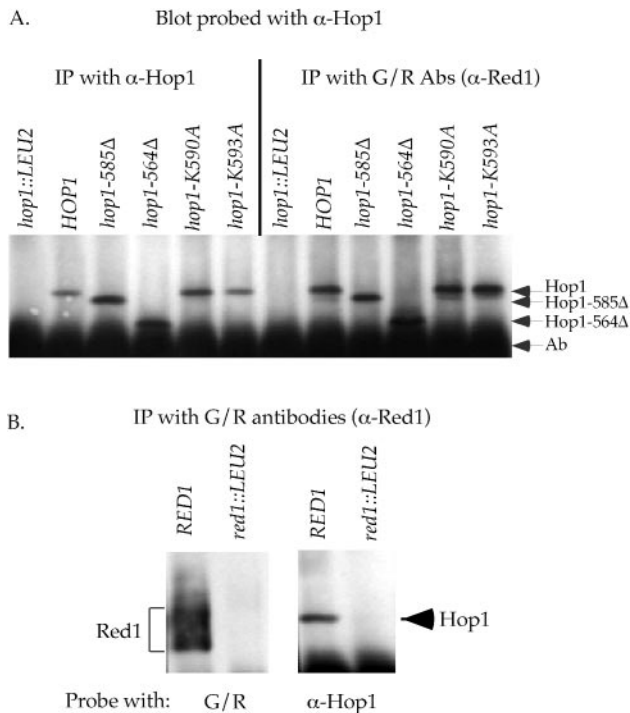 A.
Blot probed with α-Hop1
IP with α-Hop1
IP with G/R Abs (α-Red1)
hop1::LEU2
HOP1
hop1-585Δ
hop1-564Δ
hop1-K590A
hop1-K593A
hop1::LEU2
HOP1
hop1-585Δ
hop1-564Δ
hop1-K590A
hop1-K593A
Hop1
Hop1-585Δ
Hop1-564Δ
Ab
B.
IP with G/R antibodies (α-Red1)
RED1
red1::LEU2
RED1
red1::LEU2
Red1
Hop1
Probe with: G/R α-Hop1